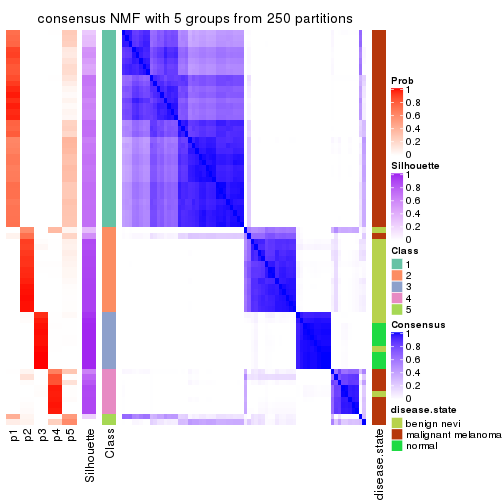 consensus NMF with 5 groups from 250 partitions
Prob
1
0.8
0.6
0.4
0.2
0
Silhouette
1
0.8
0.6
0.4
0.2
0
Class
1
2
3
4
5
Consensus
1
0.8
0.6
0.4
0.2
0
disease.state
benign nevi
malignant melanoma
normal
p1
p2
p3
p4
p5
Silhouette
Class
disease.state